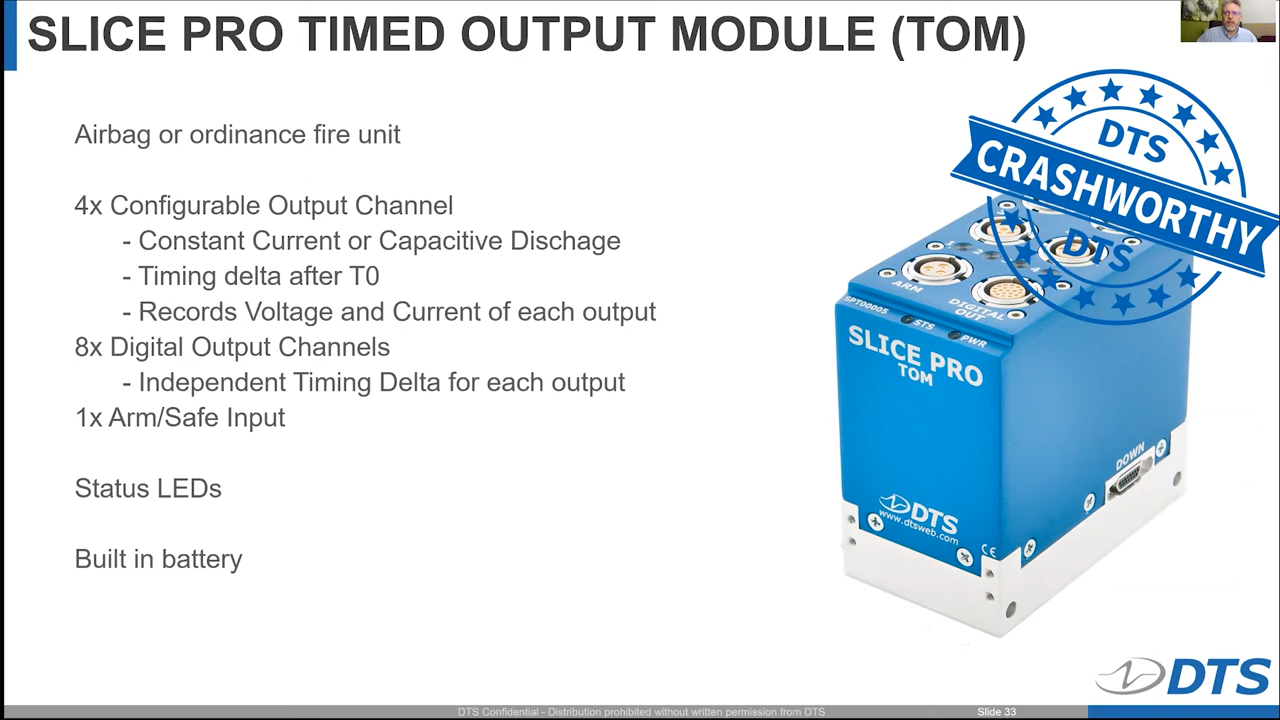 SLICE PRO TIMED OUTPUT MODULE (TOM)
Airbag or ordinance fire unit
4x Configurable Output Channel
- Constant Current or Capacitive Dischage
- Timing delta after T0
- Records Voltage and Current of each output
8x Digital Output Channels
- Independent Timing Delta for each output
1x Arm/Safe Input
Status LEDs
Built in battery
DTS
CRASHWORTHY
DTS
4
ARM
DIGITAL
OUT
SPT00005
STS
PWR
SLICE PRO
TOM
DOWN
DTS
www.dtsweb.com
CE
DTS
DTS Confidential - Distribution prohibited without written permission from DTS
Slide 33